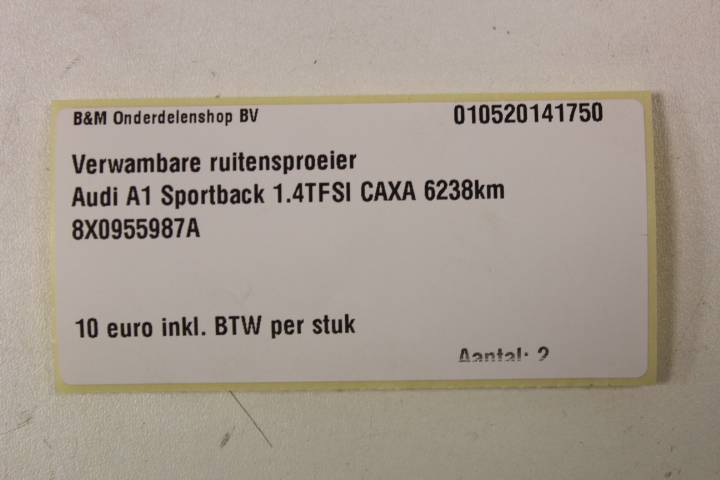 B&M Onderdelenshop BV 010520141750
Verwambare ruitensproeier
Audi A1 Sportback 1.4TFSI CAXA 6238km
8X0955987A
10 euro inkl. BTW per stuk
Aantal: 2